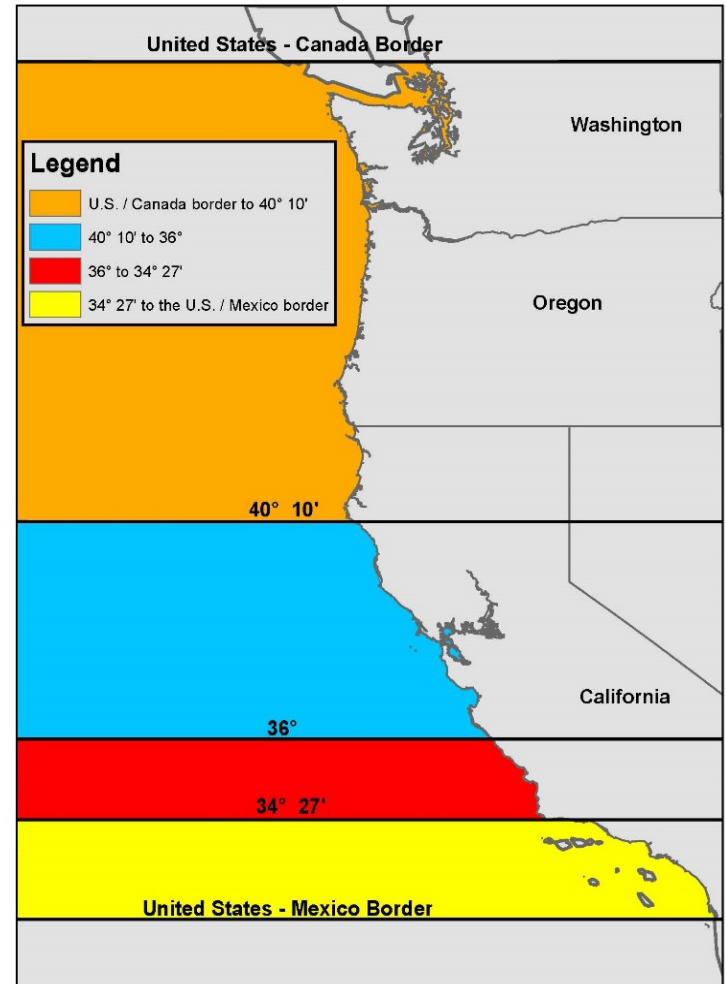 United States - Canada Border
Washington
Legend
U.S. / Canada border to 40° 10'
40° 10' to 36°
36° to 34° 27'
34° 27' to the U.S. / Mexico border
Oregon
40° 10'
California
36°
34° 27'
United States - Mexico Border